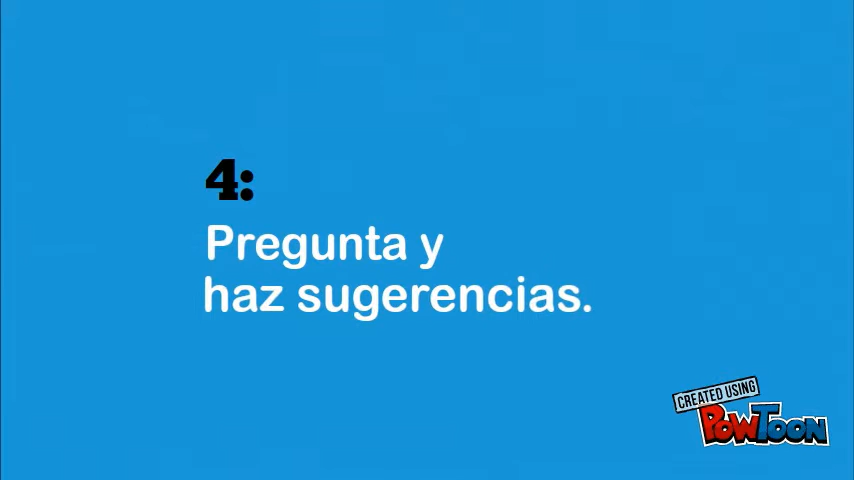 4:
Pregunta y
haz sugerencias.
CREATED USING
POWTOON